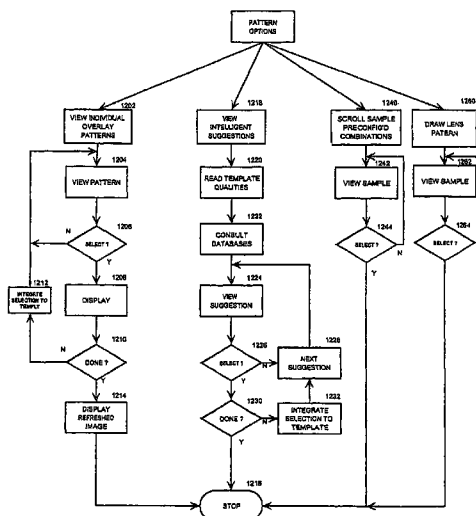 PATTERN
OPTIONS
1202
VIEW INDIVIDUAL
OVERLAY
PATTERNS
1204
VIEW PATTERN
1206
SELECT ?
N
Y
1208
DISPLAY
1212
INTEGRATE
SELECTION TO
TEMPLT
1210
DONE ?
N
Y
1214
DISPLAY
REFRESHED
IMAGE
1218
VIEW
INTELLIGENT
SUGGESTIONS
1220
READ TEMPLATE
QUALITIES
1222
CONSULT
DATABASES
1224
VIEW
SUGGESTION
1226
SELECT ?
N
Y
1228
NEXT
SUGGESTION
1230
DONE ?
N
Y
1232
INTEGRATE
SELECTION TO
TEMPLATE
1240
SCROLL SAMPLE
PRECONFIG'D
COMBINATIONS
1242
VIEW SAMPLE
1244
SELECT ?
N
Y
1260
DRAW LENS
PATERN
1262
VIEW SAMPLE
1264
SELECT ?
1216
STOP